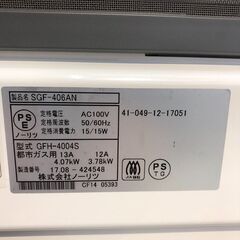 製品名 SGF-406AN
PS
E
ノーリツ
定格電圧 AC100V
定格周波数 50/60Hz
定格消費電力 15/15W
41-049-12-17051
型式 GFH-4004S
都市ガス用 13A 12A
4.07kW 3.78kW
製造年月 17.08-424548
株式会社ノーリツ
CF14 05393
JIA
PS
TG